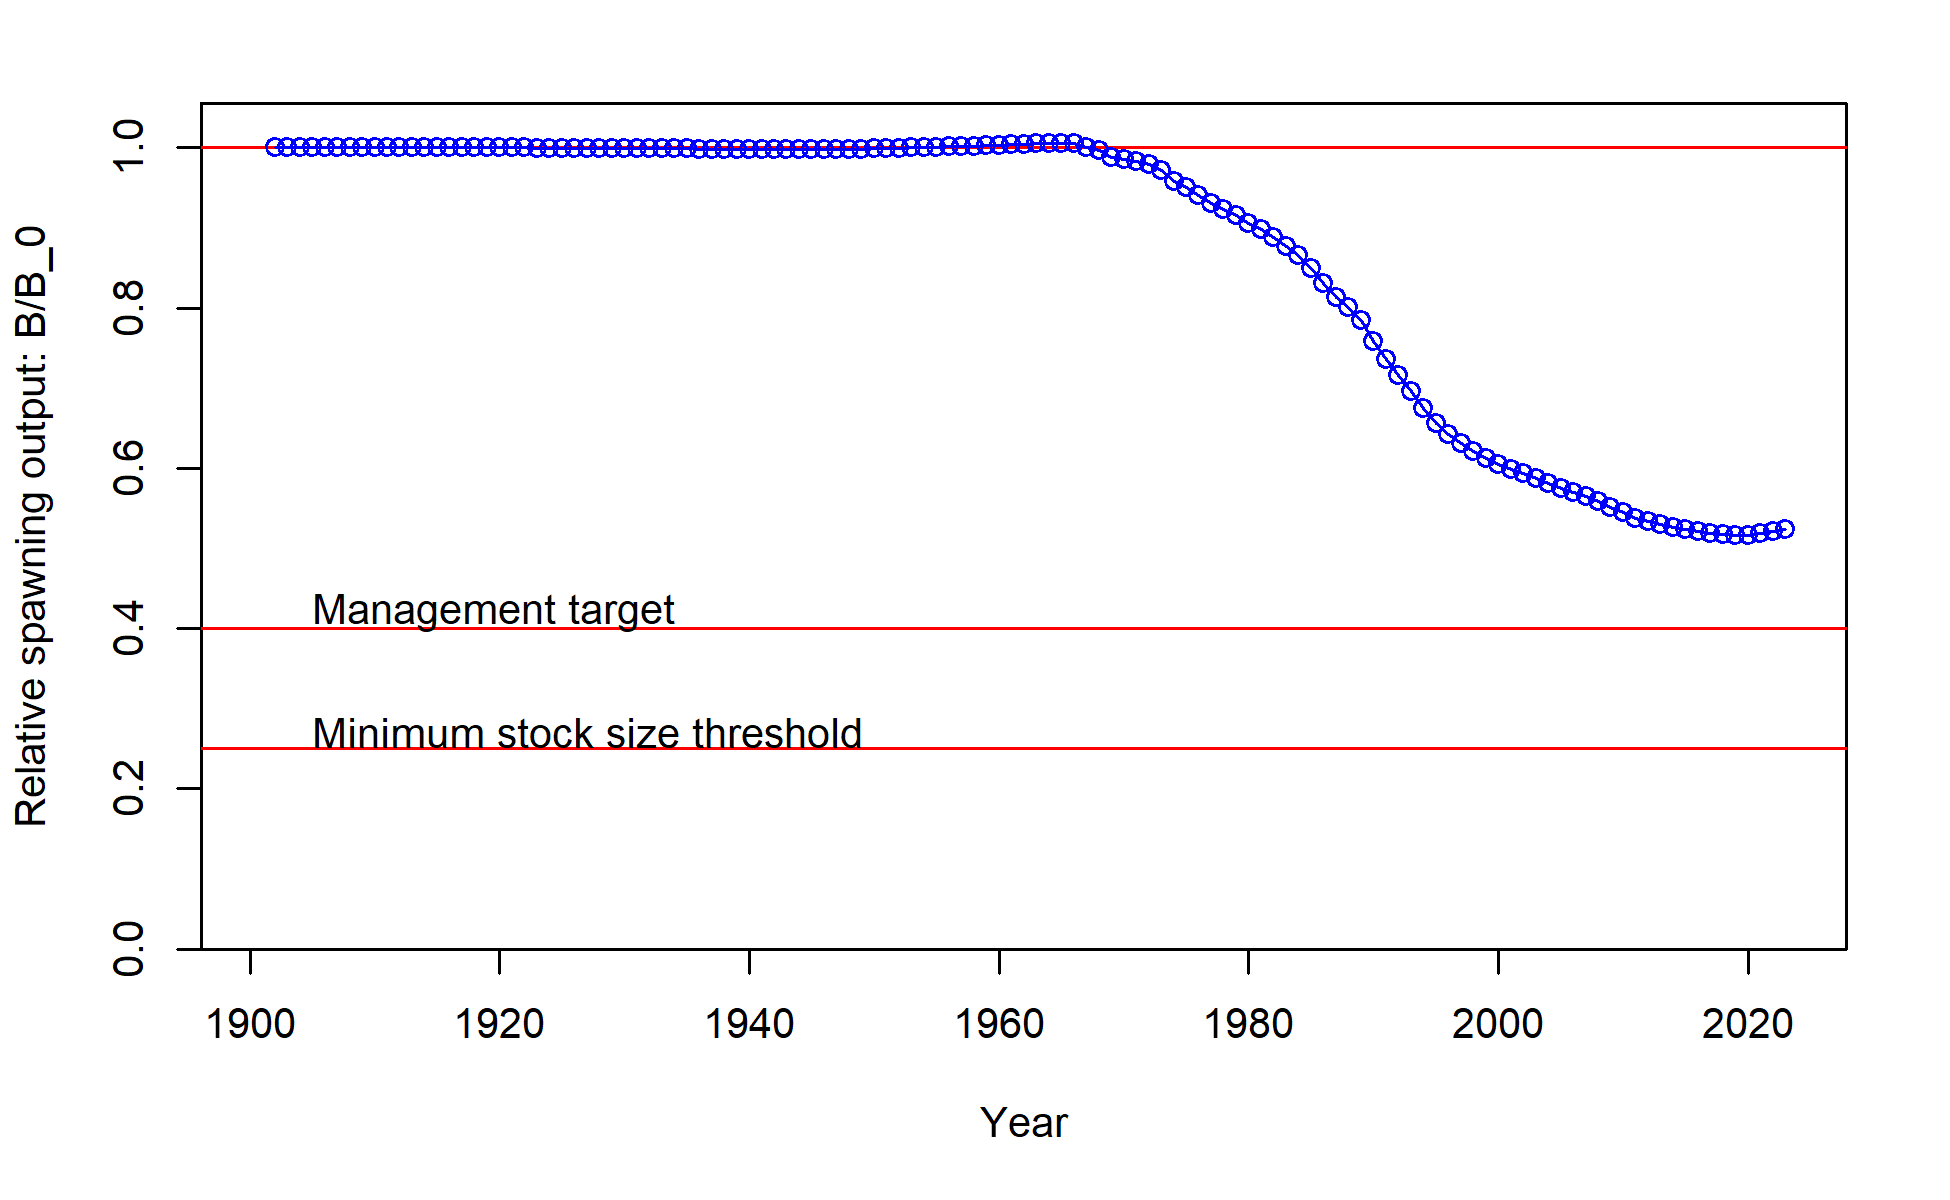 Relative spawning output: B/B_0
1.0
0.8
0.6
0.4
0.2
0.0
Management target
Minimum stock size threshold
1900 1920 1940 1960 1980 2000 2020
Year